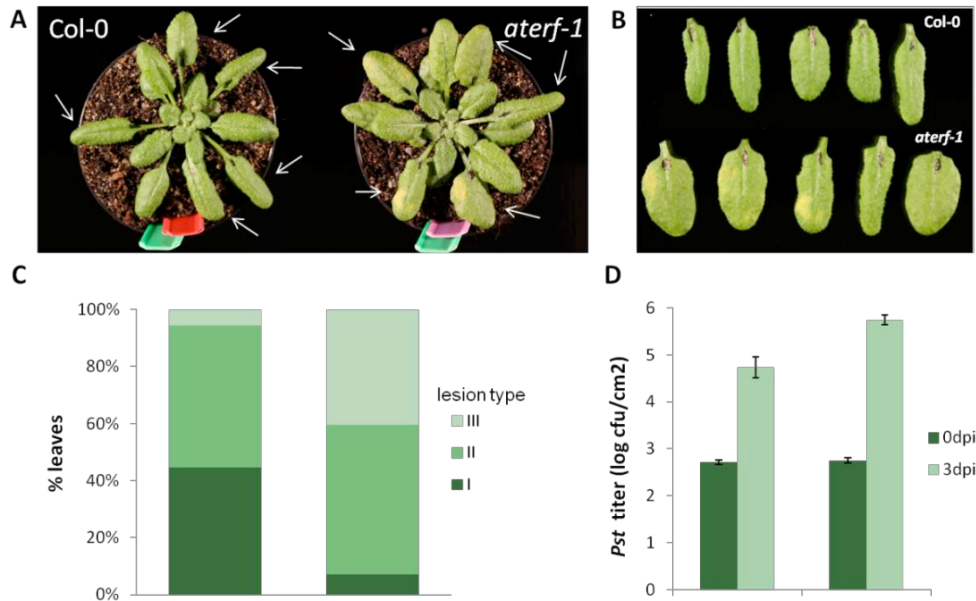 A
Col-0
aterf-1
B
Col-0
aterf-1
C
100%
80%
60%
40%
20%
0%
% leaves
lesion type
III
II
I
D
6
5
4
3
2
1
0
Pst titer (log cfu/cm2)
0dpi
3dpi